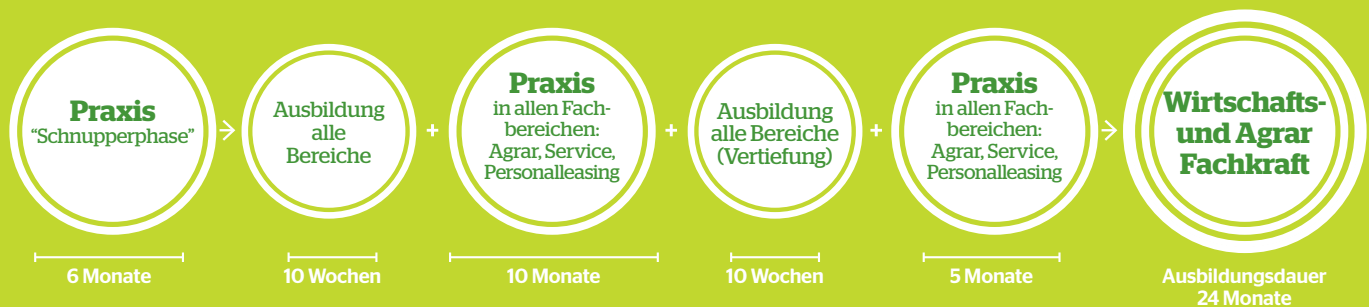 Praxis
“Schnupperphase”
6 Monate
Ausbildung
alle
Bereiche
10 Wochen
+
Praxis
in allen Fach-
bereichen:
Agrar, Service,
Personalleasing
10 Monate
+
Ausbildung
alle Bereiche
(Vertiefung)
10 Wochen
+
Praxis
in allen Fach-
bereichen:
Agrar, Service,
Personalleasing
5 Monate
Wirtschafts-
und Agrar
Fachkraft
Ausbildungsdauer
24 Monate